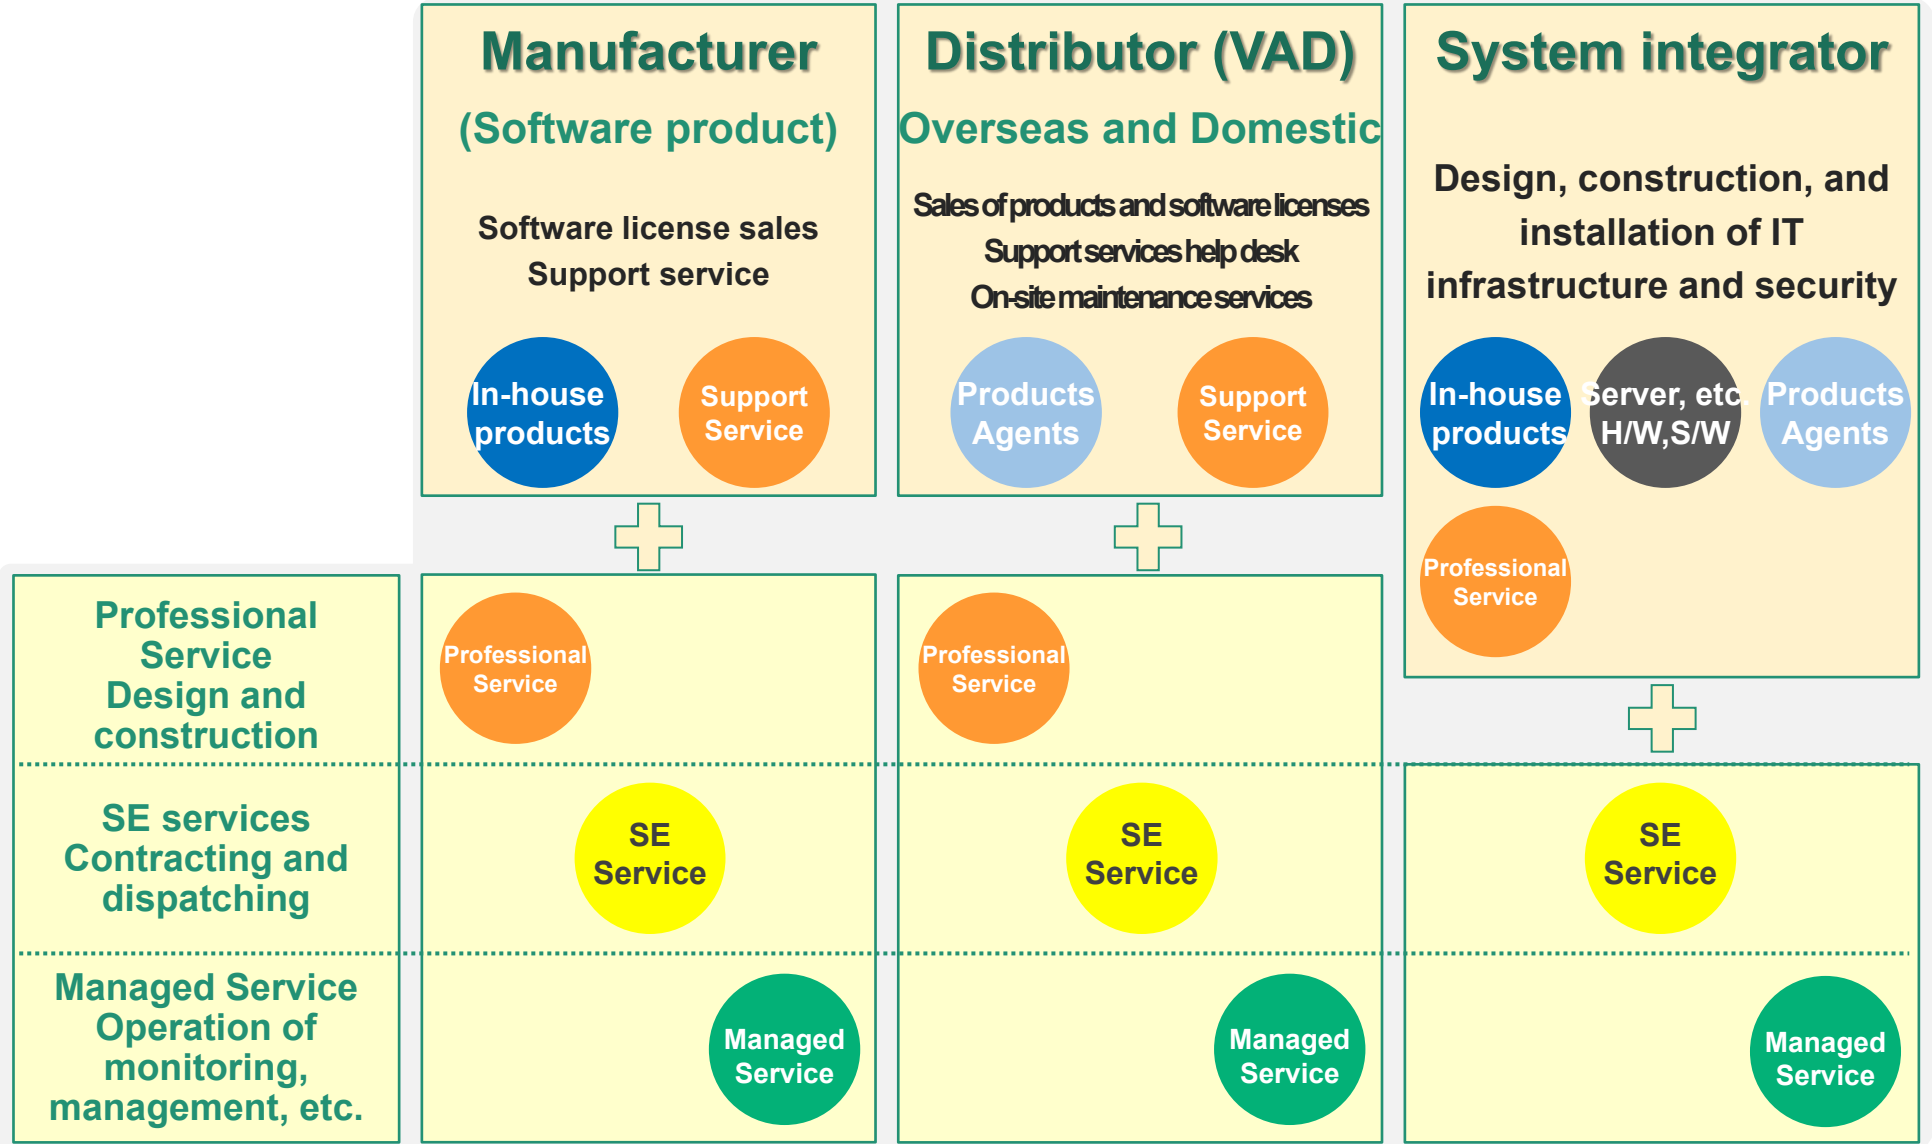 Manufacturer
(Software product)
Software license sales
Support service
In-house
products
Support
Service
Distributor (VAD)
Overseas and Domestic
Sales of products and software licenses
Support services help desk
On-site maintenance services
Products
Agents
Support
Service
System integrator
Design, construction, and
installation of IT
infrastructure and security
In-house
products
Server, etc.
H/W,S/W
Products
Agents
Professional
Service
Professional
Service
Design and
construction
Professional
Service
Professional
Service
SE services
Contracting and
dispatching
SE
Service
SE
Service
SE
Service
Managed Service
Operation of
monitoring,
management, etc.
Managed
Service
Managed
Service
Managed
Service